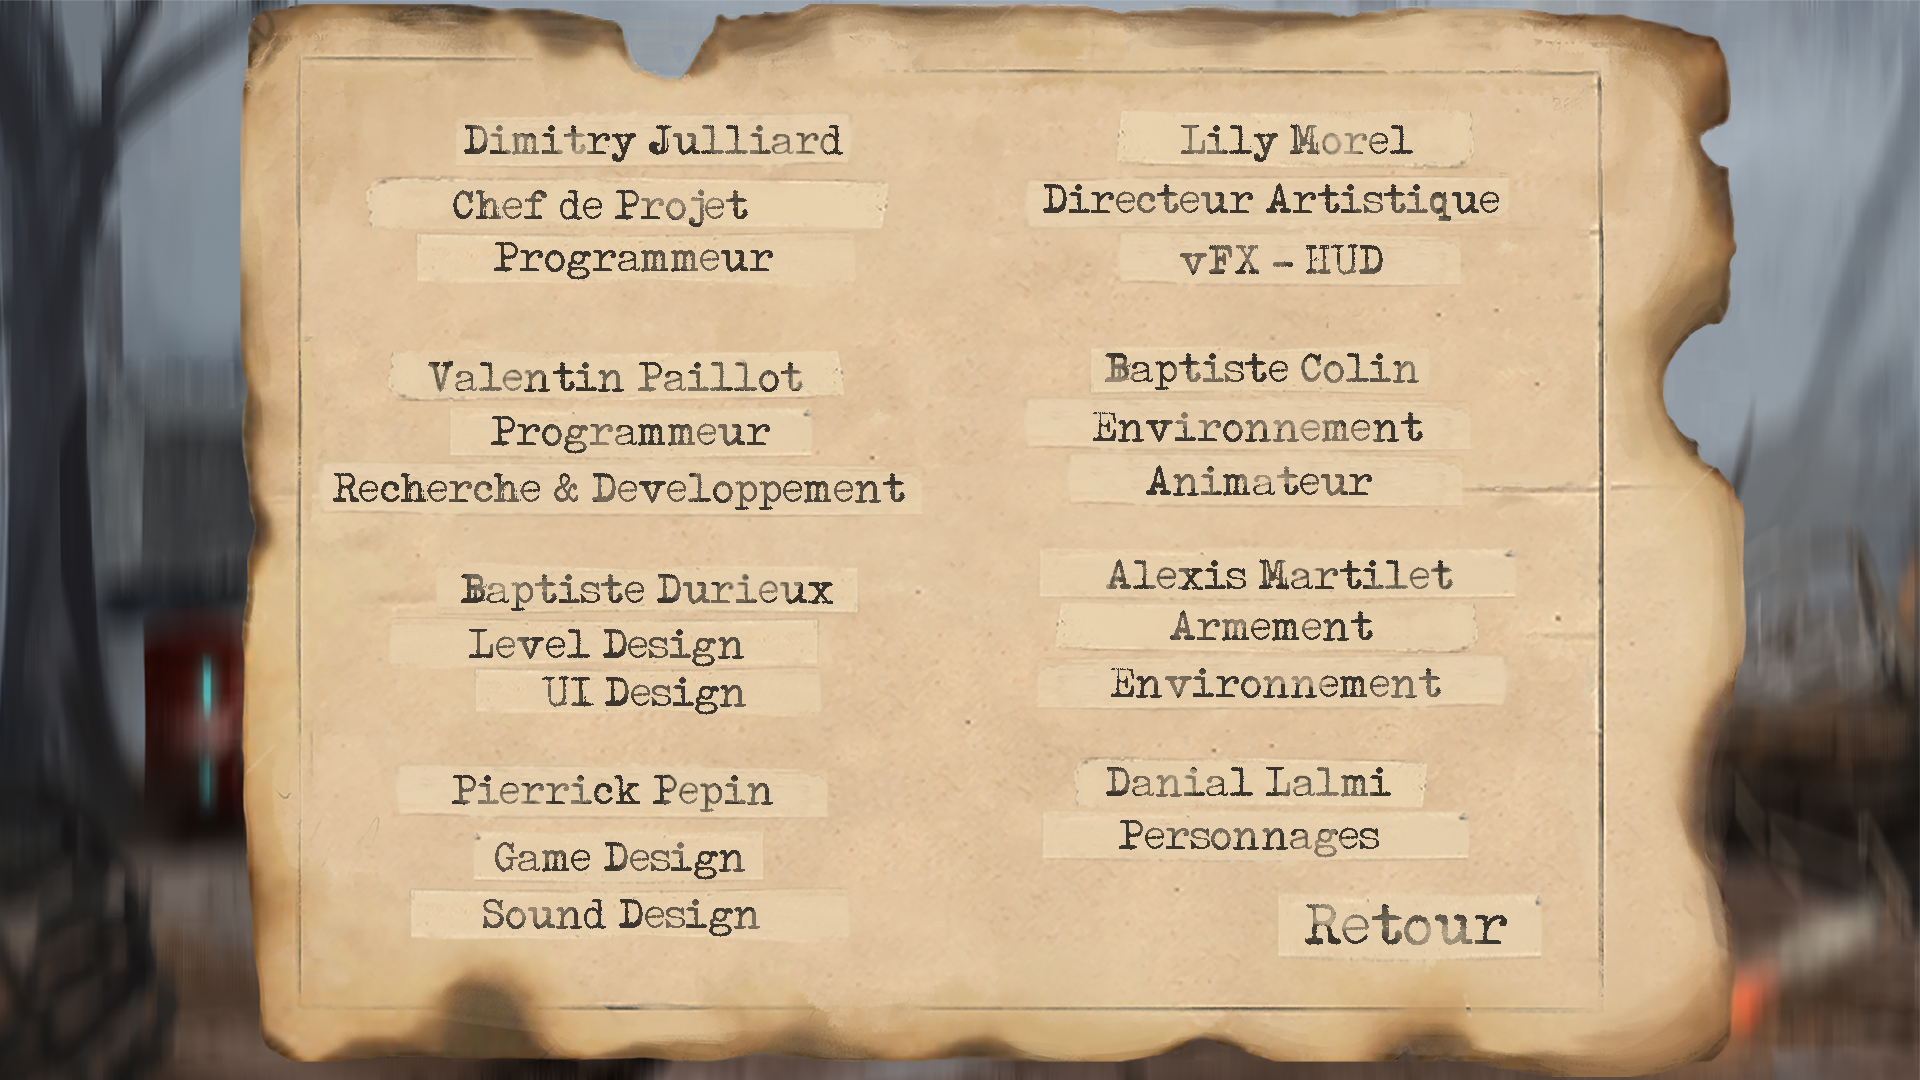 Dimitry Julliard
Chef de Projet
Programmeur
Valentin Paillot
Programmeur
Recherche & Developpement
Baptiste Durieux
Level Design
UI Design
Pierrick Pepin
Game Design
Sound Design
Lily Morel
Directeur Artistique
vFX - HUD
Baptiste Colin
Environnement
Animateur
Alexis Martilet
Armement
Environnement
Danial Lalmi
Personnages
Retour